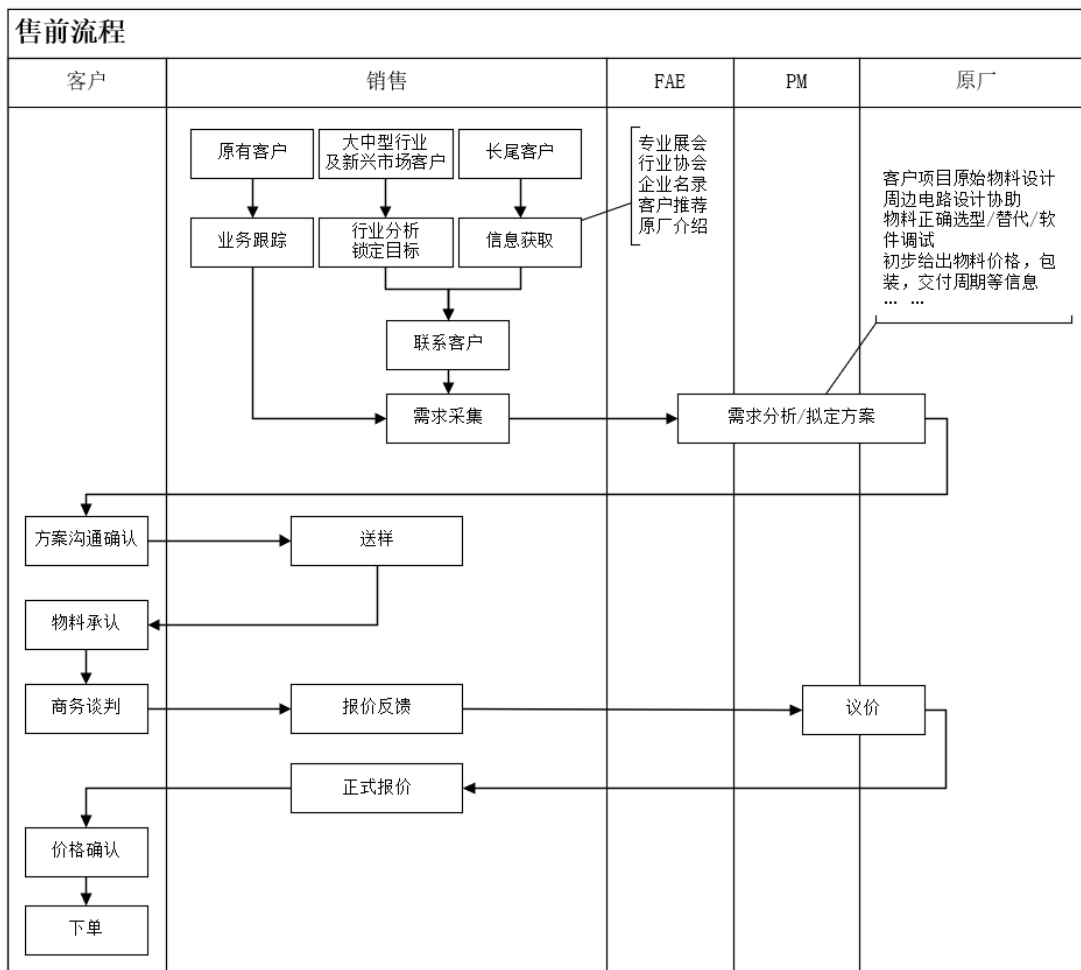 售前流程
客户
销售
FAE
PM
原厂
原有客户
大中型行业
及新兴市场客户
长尾客户
专业展会
行业协会
企业名录
客户推荐
原厂介绍
客户项目原始物料设计
周边电路设计协助
物料正确选型/替代/软
件调试
初步给出物料价格，包
装，交付周期等信息
… …
业务跟踪
行业分析
锁定目标
信息获取
联系客户
需求采集
需求分析/拟定方案
方案沟通确认
送样
物料承认
商务谈判
报价反馈
议价
正式报价
价格确认
下单